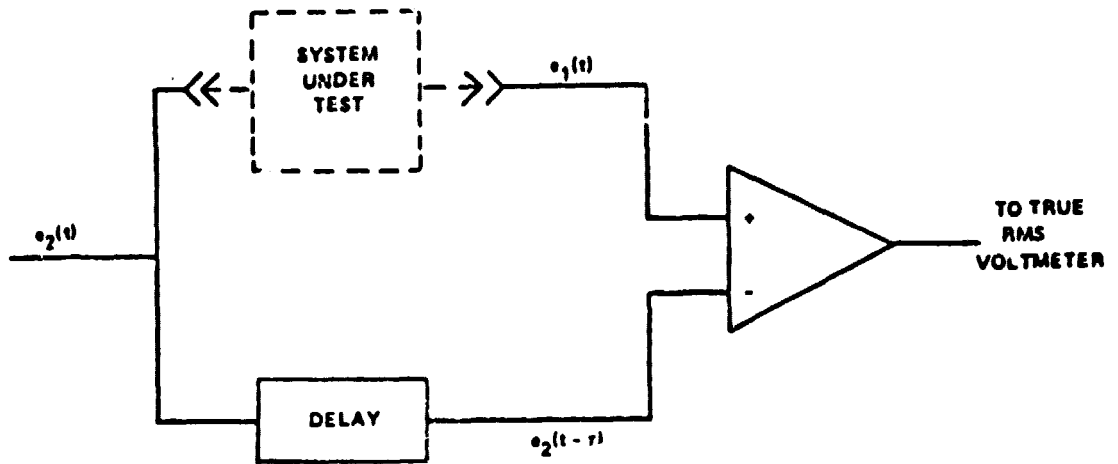 SYSTEM
UNDER
TEST
e₁(t)
e₂(t)
+
-
TO TRUE
RMS
VOLTMETER
DELAY
e₂(t - τ)